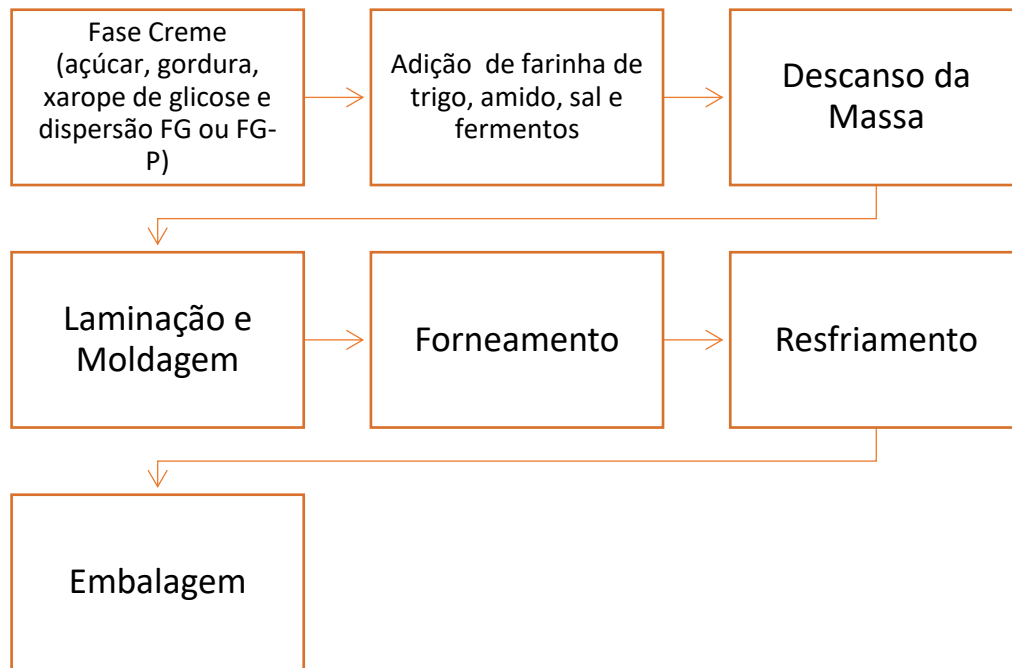 Fase Creme
(açúcar, gordura,
xarope de glicose e
dispersão FG ou FG-
P)
Adição de farinha de
trigo, amido, sal e
fermentos
Descanso da
Massa
Laminação e
Moldagem
Forneamento
Resfriamento
Embalagem